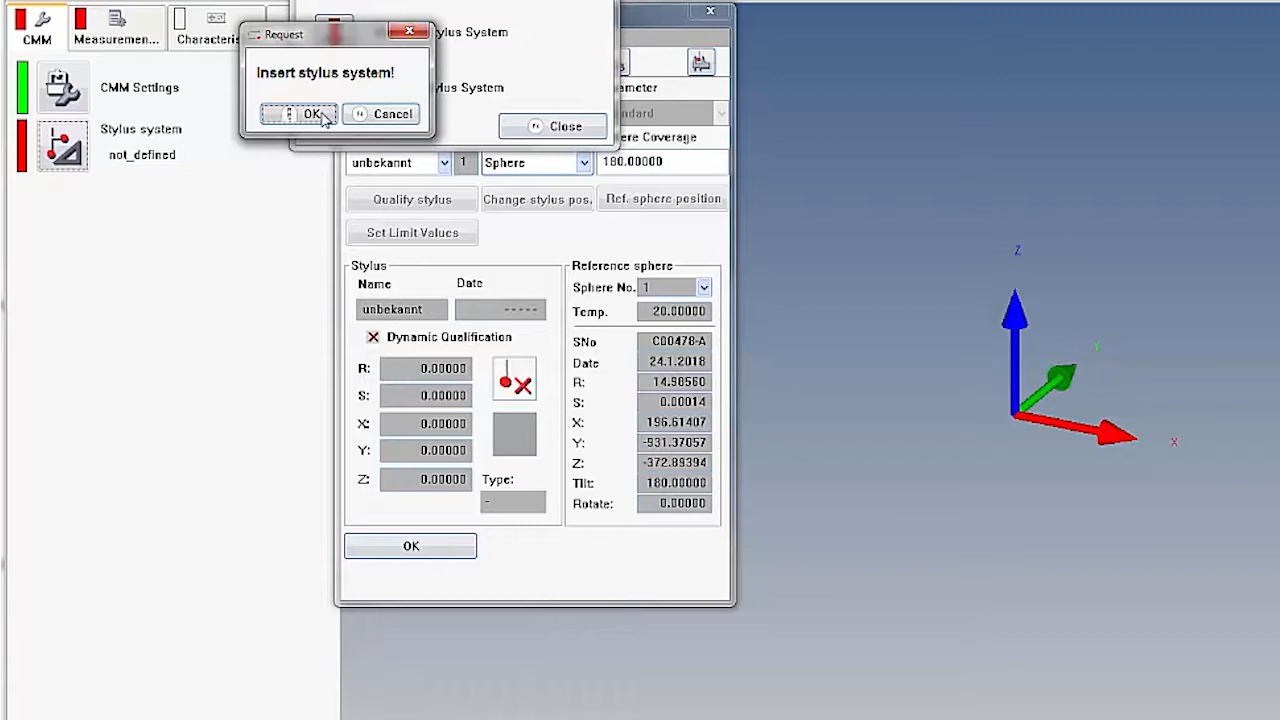 CMM
Measuremen...
Characteris
CMM Settings
Stylus system
not_defined
Request
Insert stylus system!
OK
Cancel
ylus System
tylus System
Close
ameter
ndard
ere Coverage
unbekannt
1
Sphere
180.00000
Qualify stylus
Change stylus pos.
Ref. sphere position
Set Limit Values
Stylus
Name
Date
unbekannt
-----
Dynamic Qualification
R: 0.00000
S: 0.00000
X: 0.00000
Y: 0.00000
Z: 0.00000
Type:
-
Reference sphere
Sphere No. 1
Temp. 20.00000
SNo C00478-A
Date 24.1.2018
R: 14.98560
S: 0.00014
X: 196.61407
Y: -931.37057
Z: -372.89394
Tilt: 180.00000
Rotate: 0.00000
OK
Z
Y
X